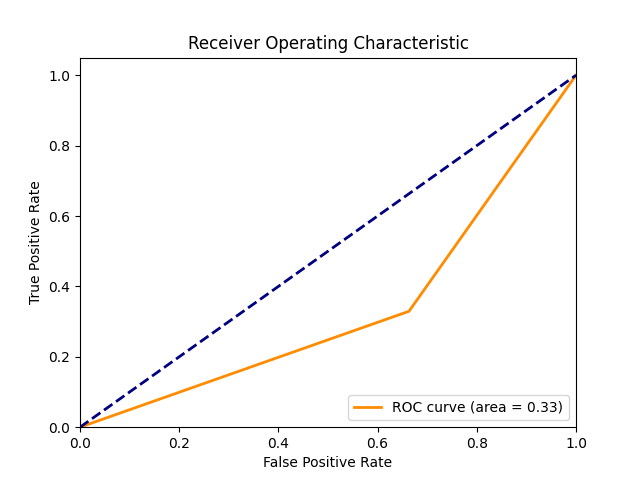 Receiver Operating Characteristic
1.0
0.8
0.6
0.4
0.2
0.0
True Positive Rate
ROC curve (area = 0.33)
0.0 0.2 0.4 0.6 0.8 1.0
False Positive Rate